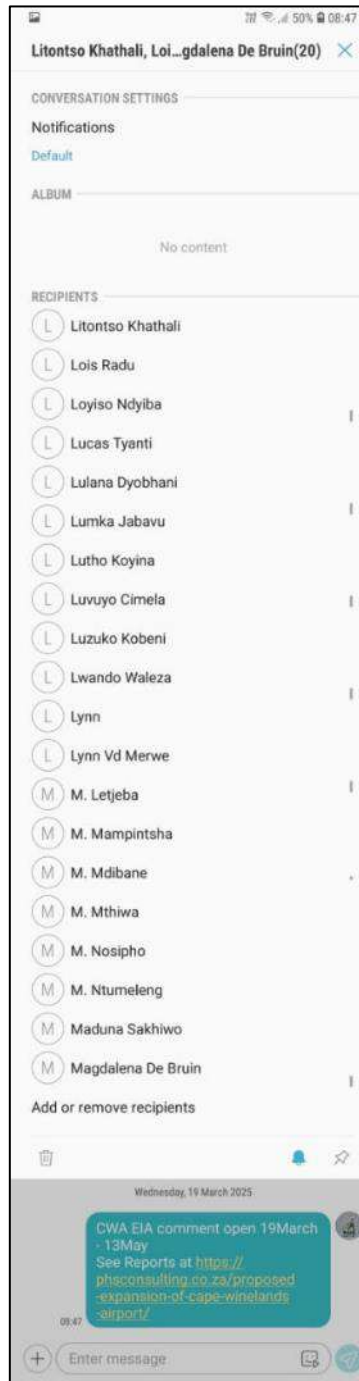 50% 08:47
Litontso Khathali, Loi...gdalena De Bruin(20)
CONVERSATION SETTINGS
Notifications
Default
ALBUM
No content
RECIPIENTS
L Litontso Khathali
L Lois Radu
L Loyiso Ndyiba
L Lucas Tyanti
L Lulana Dyobhani
L Lumka Jabavu
L Lutho Koyina
L Luvuyo Cimela
L Luzuko Kobeni
L Lwando Waleza
L Lynn
L Lynn Vd Merwe
M M. Letjeba
M M. Mampintsha
M M. Mdibane
M M. Mthiwa
M M. Nosipho
M M. Ntumeleng
M Maduna Sakhiwo
M Magdalena De Bruin
Add or remove recipients
Wednesday, 19 March 2025
CWA EIA comment open 19March
- 13May
See Reports at https://
phsconsulting.co.za/proposed
-expansion-of-cape-winelands
-airport/
Enter message